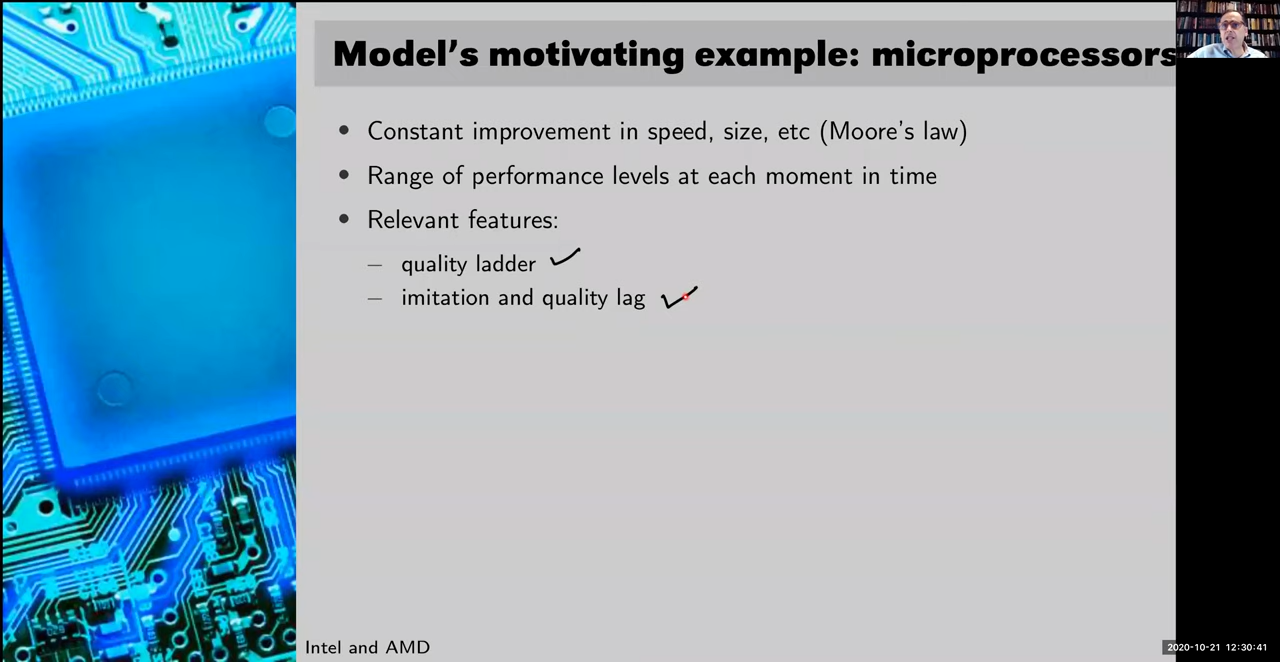 Model's motivating example: microprocessors
• Constant improvement in speed, size, etc (Moore's law)
• Range of performance levels at each moment in time
• Relevant features:
– quality ladder ✓
– imitation and quality lag ✓
Intel and AMD
2020-10-21 12:30:41